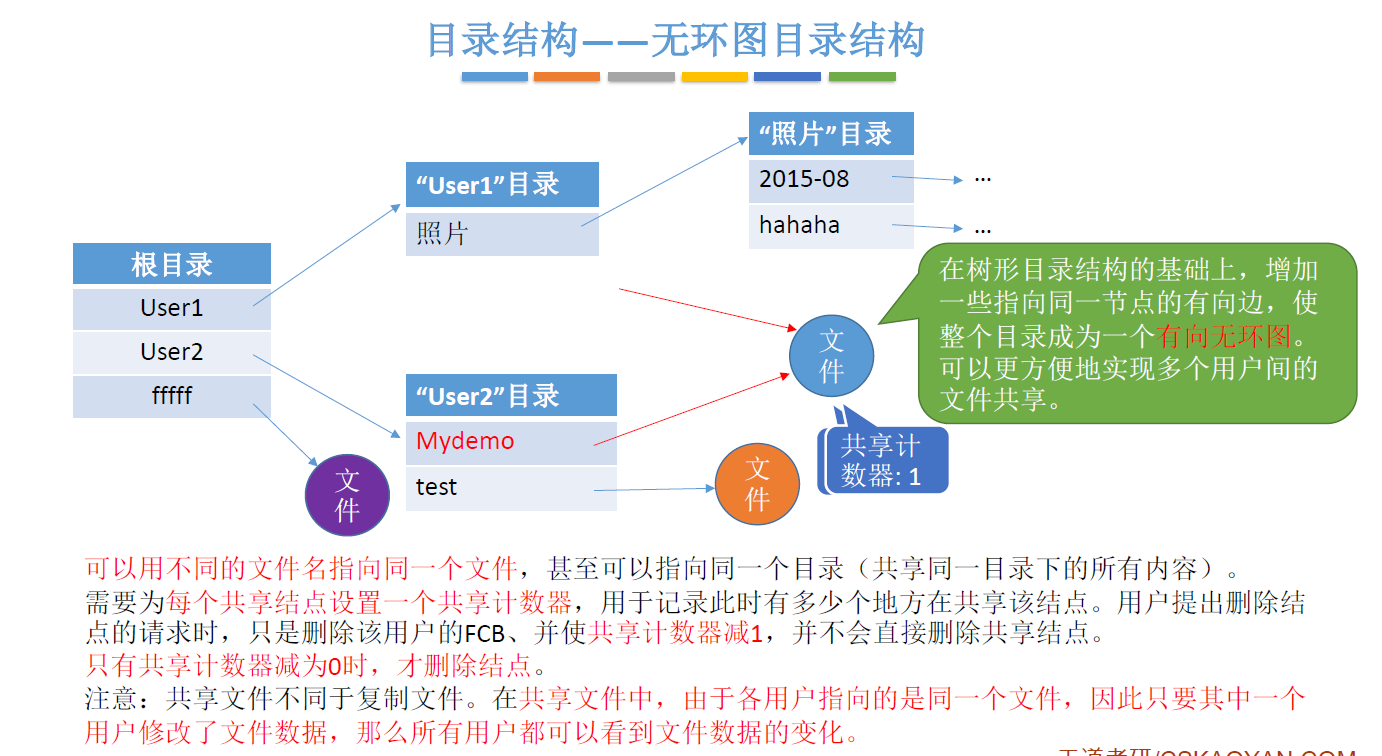 目录结构——无环图目录结构
“照片”目录
2015-08
...
hahaha
...
“User1”目录
照片
根目录
User1
User2
fffff
文
件
“User2”目录
Mydemo
test
文
件
文
件
共享计
数器: 1
在树形目录结构的基础上，增加
一些指向同一节点的有向边，使
整个目录成为一个有向无环图。
可以更方便地实现多个用户间的
文件共享。
可以用不同的文件名指向同一个文件，甚至可以指向同一个目录（共享同一目录下的所有内容）。
需要为每个共享结点设置一个共享计数器，用于记录此时有多少个地方在共享该结点。用户提出删除结
点的请求时，只是删除该用户的FCB、并使共享计数器减1，并不会直接删除共享结点。
只有共享计数器减为0时，才删除结点。
注意：共享文件不同于复制文件。在共享文件中，由于各用户指向的是同一个文件，因此只要其中一个
用户修改了文件数据，那么所有用户都可以看到文件数据的变化。
王道考研/CSKAOYAN.COM